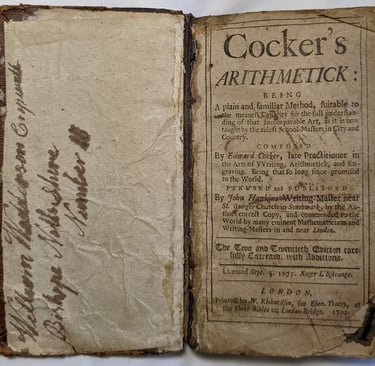 William
Number
Cocker's
ARITHMETICK:
BEING
A plain and familiar Method, suitable to
the meanest Capacity for the full understan-
ding of that Incomparable Art, as it is now
taught by the ablest School-Masters in City and
Country.
COMPOSED
By Edward Cocker, late Practitioner in
the Arts of VVriting, Arithmetick, and En-
graving. Being that so long since promised
to the World.
PERUSED and PUBLISHED
By John Hawkins Writing-Master near
St. Georges Church in Southwark, by the Au-
thors correct Copy, and commended to the
World by many eminent Mathematicians and
Writing-Masters in and near London.
The Two and Twentieth Edition care-
fully Corrected, with Additions.
Licensed Sept. 3. 1677. Roger L'Estrange.
LONDON,
Printed by W. Richardson, for Eben. Tracey, at
the Three Bibles on London-Bridge. 1702.